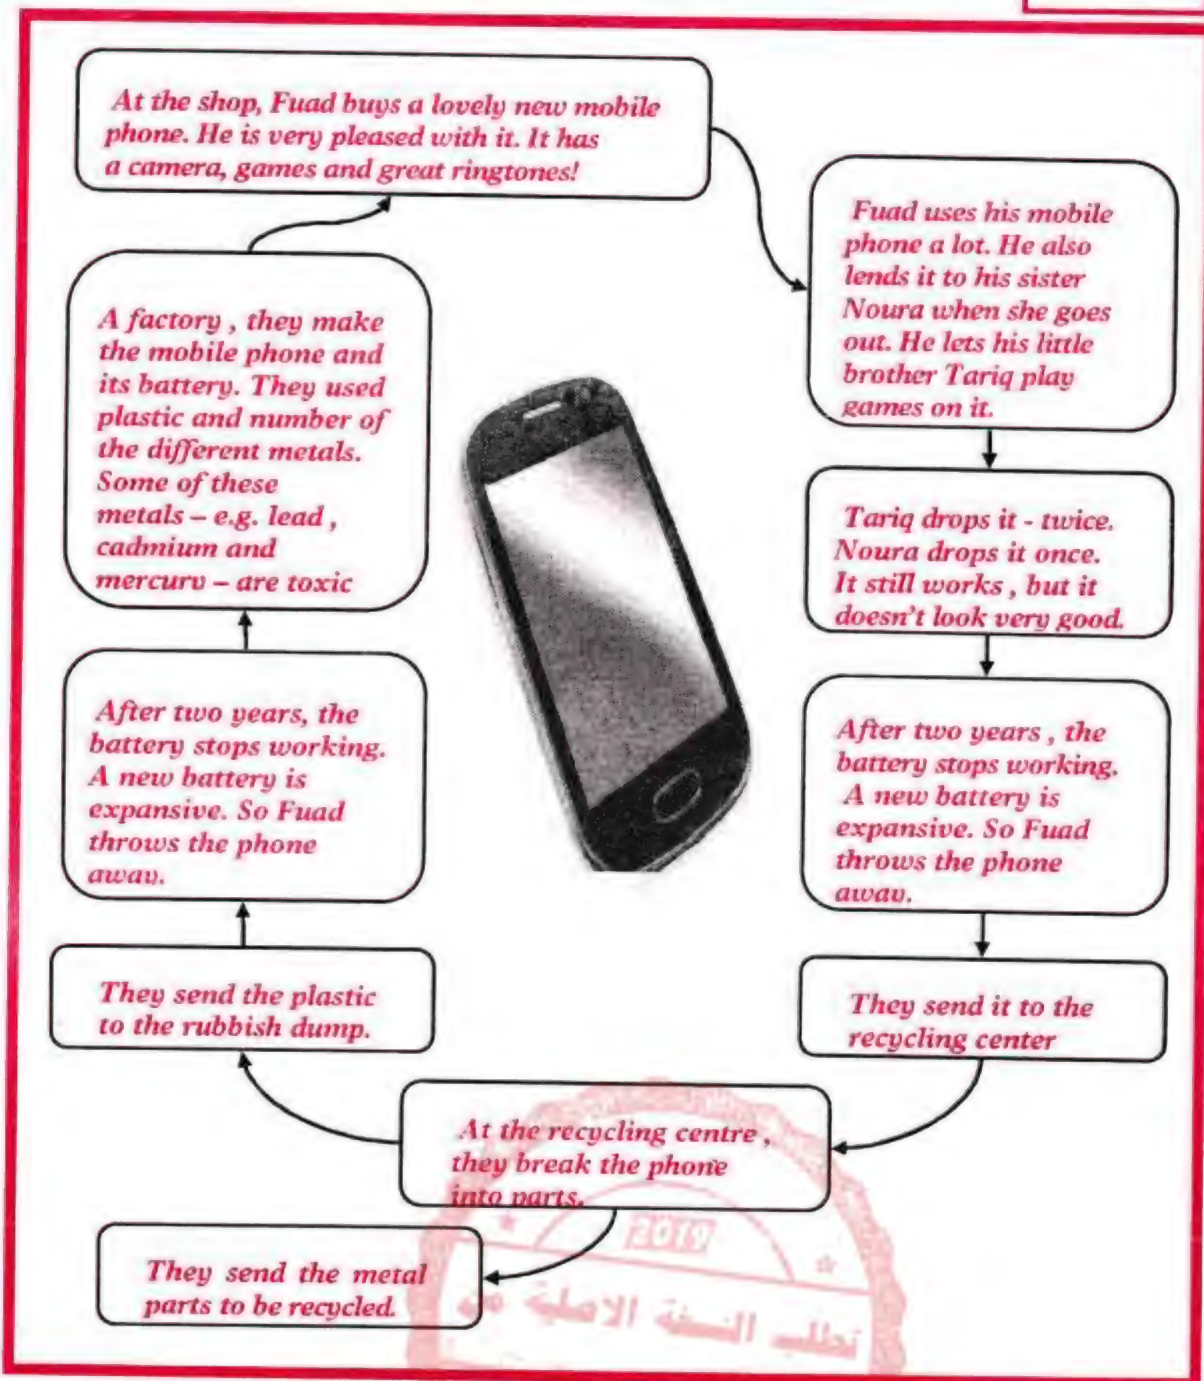 At the shop, Fuad buys a lovely new mobile
phone. He is very pleased with it. It has
a camera, games and great ringtones!
Fuad uses his mobile
phone a lot. He also
lends it to his sister
Noura when she goes
out. He lets his little
brother Tariq play
games on it.
Tariq drops it - twice.
Noura drops it once.
It still works , but it
doesn't look very good.
After two years , the
battery stops working.
A new battery is
expansive. So Fuad
throws the phone
away.
They send it to the
recycling center
At the recycling centre ,
they break the phone
into parts.
They send the metal
parts to be recycled.
They send the plastic
to the rubbish dump.
After two years, the
battery stops working.
A new battery is
expansive. So Fuad
throws the phone
away.
A factory , they make
the mobile phone and
its battery. They used
plastic and number of
the different metals.
Some of these
metals – e.g. lead ,
cadmium and
mercury – are toxic